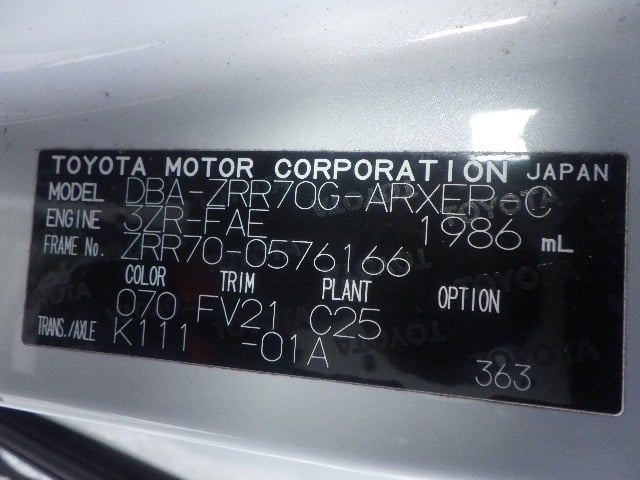 TOYOTA MOTOR CORPORATION JAPAN
MODEL DBA-ZRR70G-ARXEP-C
ENGINE 3ZR-FAE 1986 mL
FRAME No. ZRR70-0576166
COLOR TRIM PLANT OPTION
070 FV21 C25
TRANS./AXLE K111 -01A
363